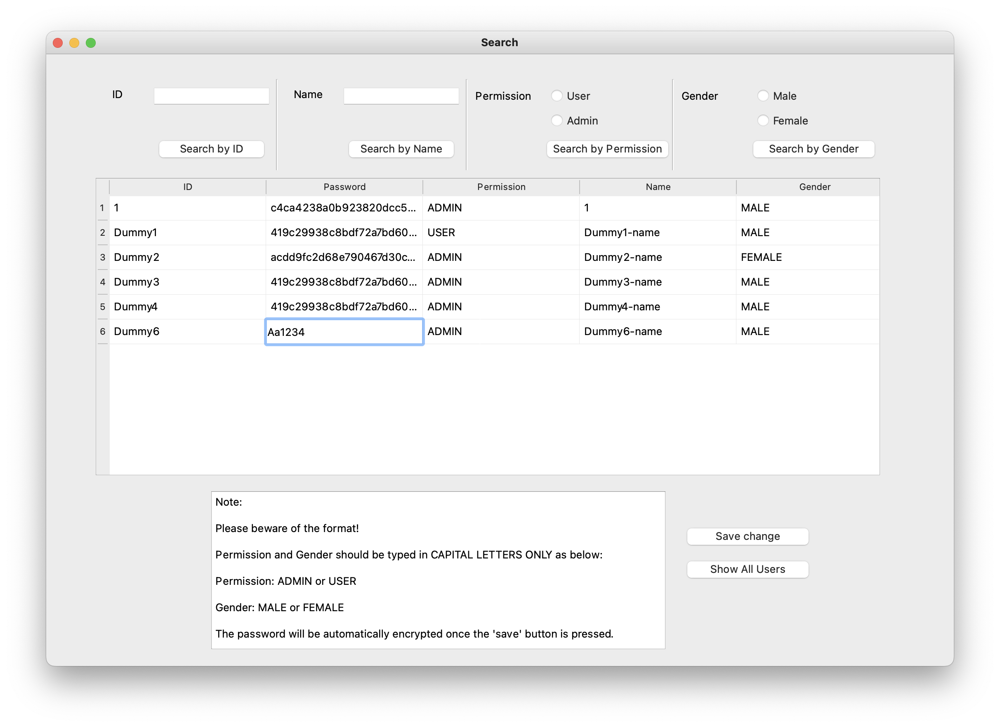 Search
ID
Name
Permission
User
Gender
Male
Admin
Female
Search by ID
Search by Name
Search by Permission
Search by Gender
ID Password Permission Name Gender
1 1 c4ca4238a0b923820dcc5... ADMIN 1 MALE
2 Dummy1 419c29938c8bdf72a7bd60... USER Dummy1-name MALE
3 Dummy2 acdd9fc2d68e790467d30c... ADMIN Dummy2-name FEMALE
4 Dummy3 419c29938c8bdf72a7bd60... ADMIN Dummy3-name MALE
5 Dummy4 419c29938c8bdf72a7bd60... ADMIN Dummy4-name MALE
6 Dummy6 Aa1234 ADMIN Dummy6-name MALE
Note:
Please beware of the format!
Permission and Gender should be typed in CAPITAL LETTERS ONLY as below:
Permission: ADMIN or USER
Gender: MALE or FEMALE
The password will be automatically encrypted once the 'save' button is pressed.
Save change
Show All Users